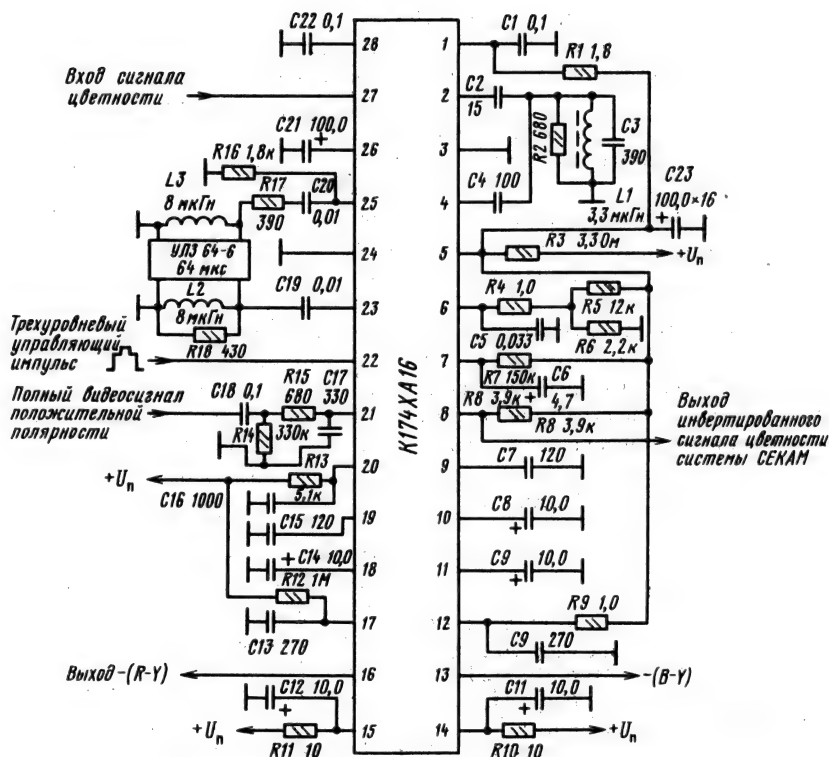 C22 0,1
28
Вход сигнала
цветности
27
C21 100,0
+
26
R16 1,8к
L3
8 мкГн
R17
390
C20
0,01
25
УЛЗ 64-6
64 мкс
24
C19 0,01
L2
8 мкГн
23
R18 430
Трехуровневый
управляющий
импульс
22
Полный видеосигнал
положительной
полярности
C18 0,1
R15
680
C17
330
21
R14
330к
R13
5,1к
20
+Uп
C16 1000
C15 120
19
+ C14 10,0
18
R12 1М
C13 270
17
Выход -(R-Y)
16
C12 10,0
+
+Uп
R11 10
15
К174ХА16
1
C1 0,1
R1 1,8
2
C2
15
R2 680
C3
390
3
4
C4 100
L1
3,3 мкГн
C23
100,0×16
+
5
R3 3,3 Ом
+Uп
6
R4 1,0
R5 12к
R6 2,2к
C5 0,033
7
R7 150к
C6
4,7
+
R8 3,9к
8
R8 3,9к
Выход
инвертированного
сигнала цветности
системы СЕКАМ
9
C7 120
10
C8 10,0
+
11
C9 10,0
+
12
R9 1,0
C9 270
13
-(B-Y)
14
C11 10,0
+
R10 10
+Uп